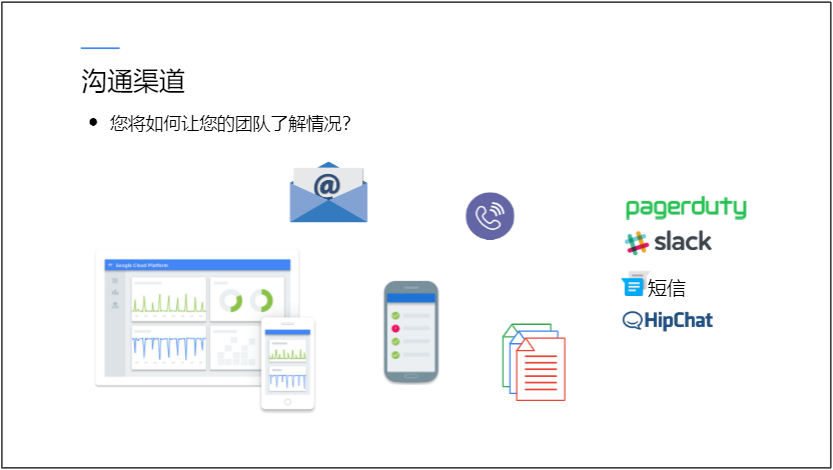 沟通渠道
• 您将如何让您的团队了解情况？
@
pagerduty
slack
Google Cloud Platform
短信
HipChat